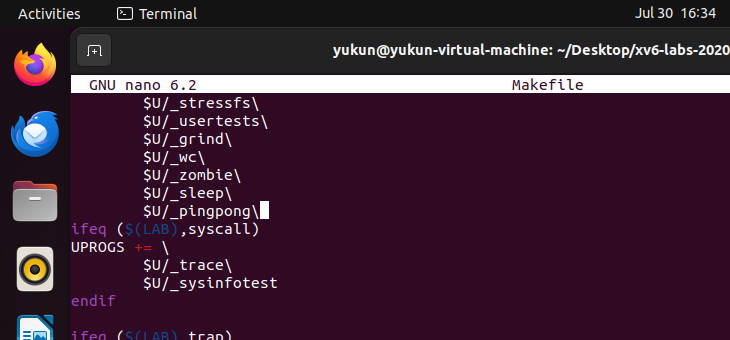 Activities Terminal Jul 30 16:34
yukun@yukun-virtual-machine: ~/Desktop/xv6-labs-2020
GNU nano 6.2 Makefile
$U/_stressfs\
$U/_usertests\
$U/_grind\
$U/_wc\
$U/_zombie\
$U/_sleep\
$U/_pingpong\
ifeq ($(LAB),syscall)
UPROGS += \
$U/_trace\
$U/_sysinfotest
endif
ifeq ($(LAB),trap)